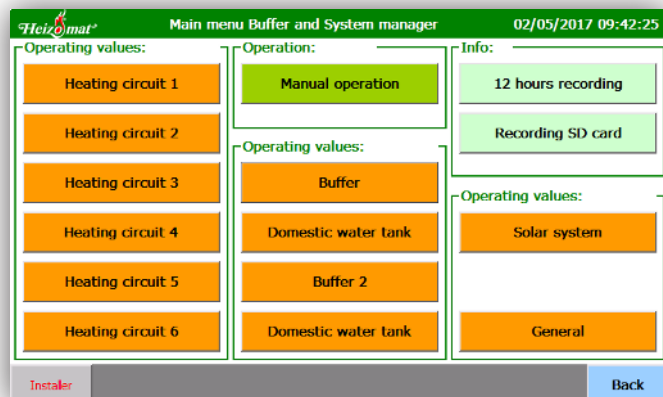 Heizomat
Main menu Buffer and System manager
02/05/2017 09:42:25
Operating values:
Heating circuit 1
Heating circuit 2
Heating circuit 3
Heating circuit 4
Heating circuit 5
Heating circuit 6
Operation:
Manual operation
Operating values:
Buffer
Domestic water tank
Buffer 2
Domestic water tank
Info:
12 hours recording
Recording SD card
Operating values:
Solar system
General
Instaler
Back